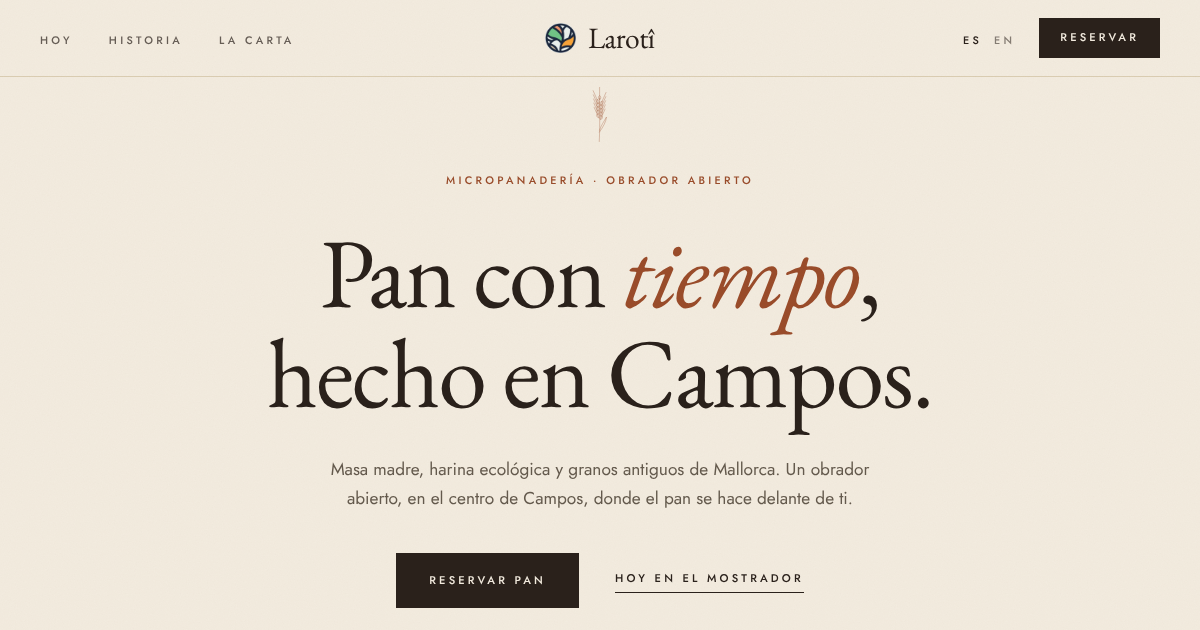 HOY HISTORIA LA CARTA Larotî ES EN RESERVAR
MICROPANADERÍA · OBRADOR ABIERTO
Pan con tiempo,
hecho en Campos.
Masa madre, harina ecológica y granos antiguos de Mallorca. Un obrador
abierto, en el centro de Campos, donde el pan se hace delante de ti.
RESERVAR PAN HOY EN EL MOSTRADOR